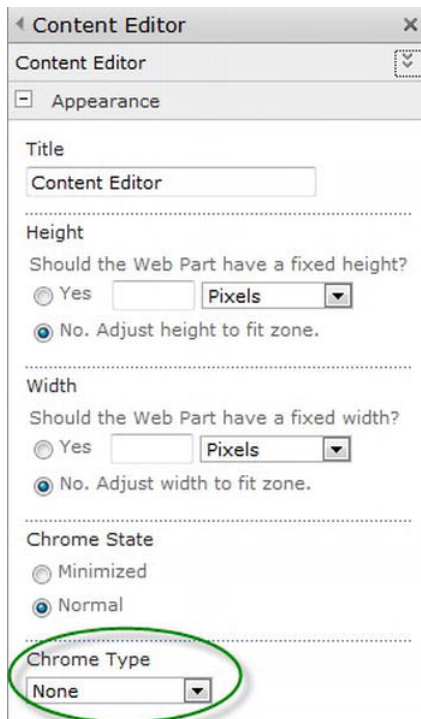 Content Editor
Content Editor
Appearance
Title
Content Editor
Height
Should the Web Part have a fixed height?
Yes Pixels
No. Adjust height to fit zone.
Width
Should the Web Part have a fixed width?
Yes Pixels
No. Adjust width to fit zone.
Chrome State
Minimized
Normal
Chrome Type
None